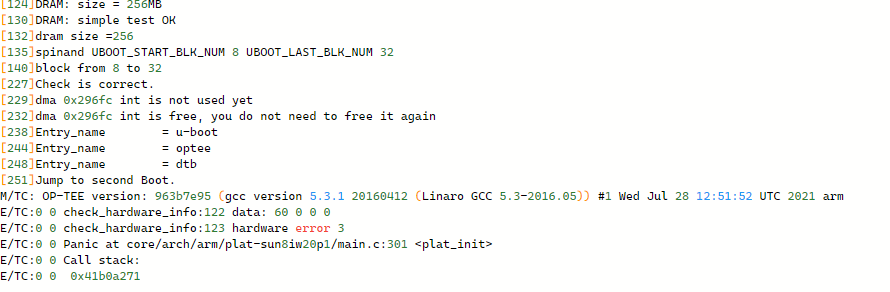 [124]DRAM: size = 256MB
[130]DRAM: simple test OK
[132]dram size =256
[135]spinand UBOOT_START_BLK_NUM 8 UBOOT_LAST_BLK_NUM 32
[140]block from 8 to 32
[227]Check is correct.
[229]dma 0x296fc int is not used yet
[232]dma 0x296fc int is free, you do not need to free it again
[238]Entry_name        = u-boot
[244]Entry_name        = optee
[248]Entry_name        = dtb
[251]Jump to second Boot.
M/TC: OP-TEE version: 963b7e95 (gcc version 5.3.1 20160412 (Linaro GCC 5.3-2016.05)) #1 Wed Jul 28 12:51:52 UTC 2021 arm
E/TC:0 0 check_hardware_info:122 data: 60 0 0 0
E/TC:0 0 check_hardware_info:123 hardware error 3
E/TC:0 0 Panic at core/arch/arm/plat-sun8iw20p1/main.c:301 <plat_init>
E/TC:0 0 Call stack:
E/TC:0 0  0x41b0a271